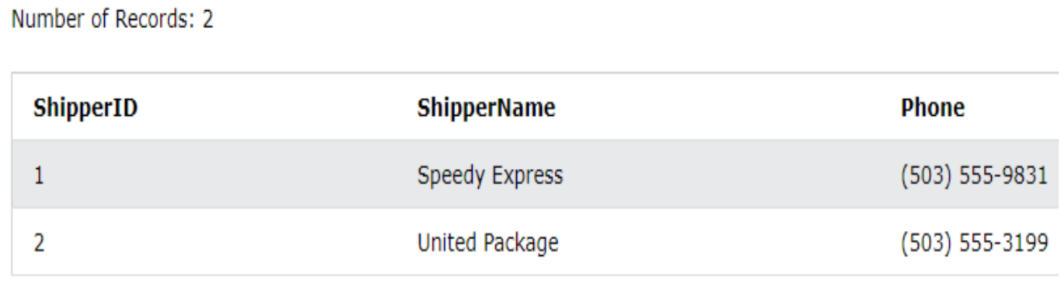 Number of Records: 2
ShipperID ShipperName Phone
1 Speedy Express (503) 555-9831
2 United Package (503) 555-3199